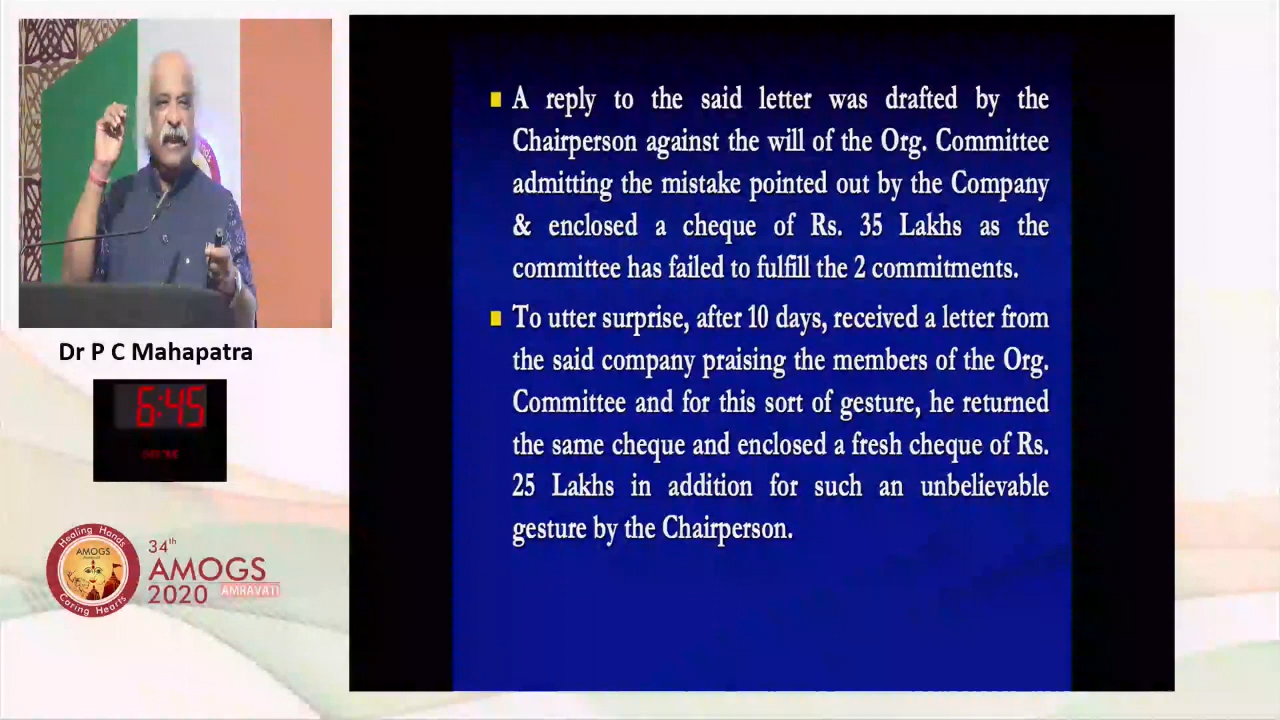 A reply to the said letter was drafted by the
Chairperson against the will of the Org. Committee
admitting the mistake pointed out by the Company
& enclosed a cheque of Rs. 35 Lakhs as the
committee has failed to fulfill the 2 commitments.
To utter surprise, after 10 days, received a letter from
the said company praising the members of the Org.
Committee and for this sort of gesture, he returned
the same cheque and enclosed a fresh cheque of Rs.
25 Lakhs in addition for such an unbelievable
gesture by the Chairperson.
Dr P C Mahapatra
6:45
Healing Hands
AMOGS
Caring Hearts
34th
AMOGS
2020 AMRAVATI